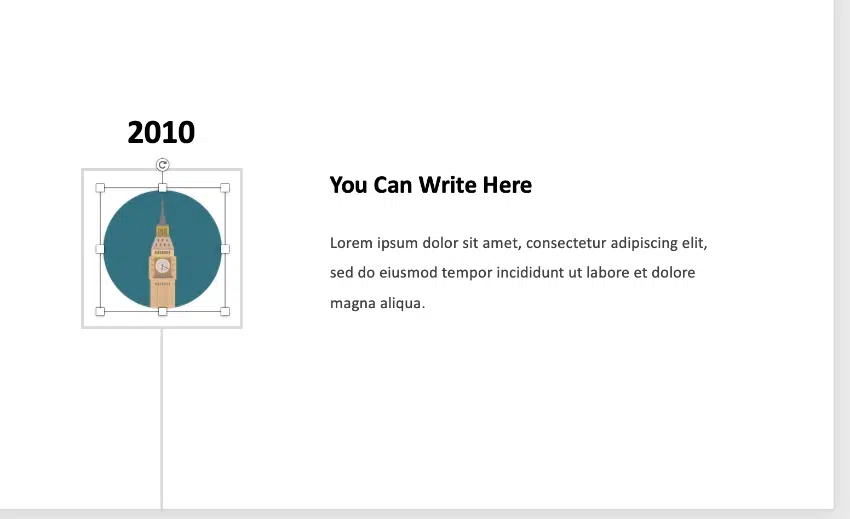 2010
You Can Write Here
Lorem ipsum dolor sit amet, consectetur adipiscing elit,
sed do eiusmod tempor incididunt ut labore et dolore
magna aliqua.